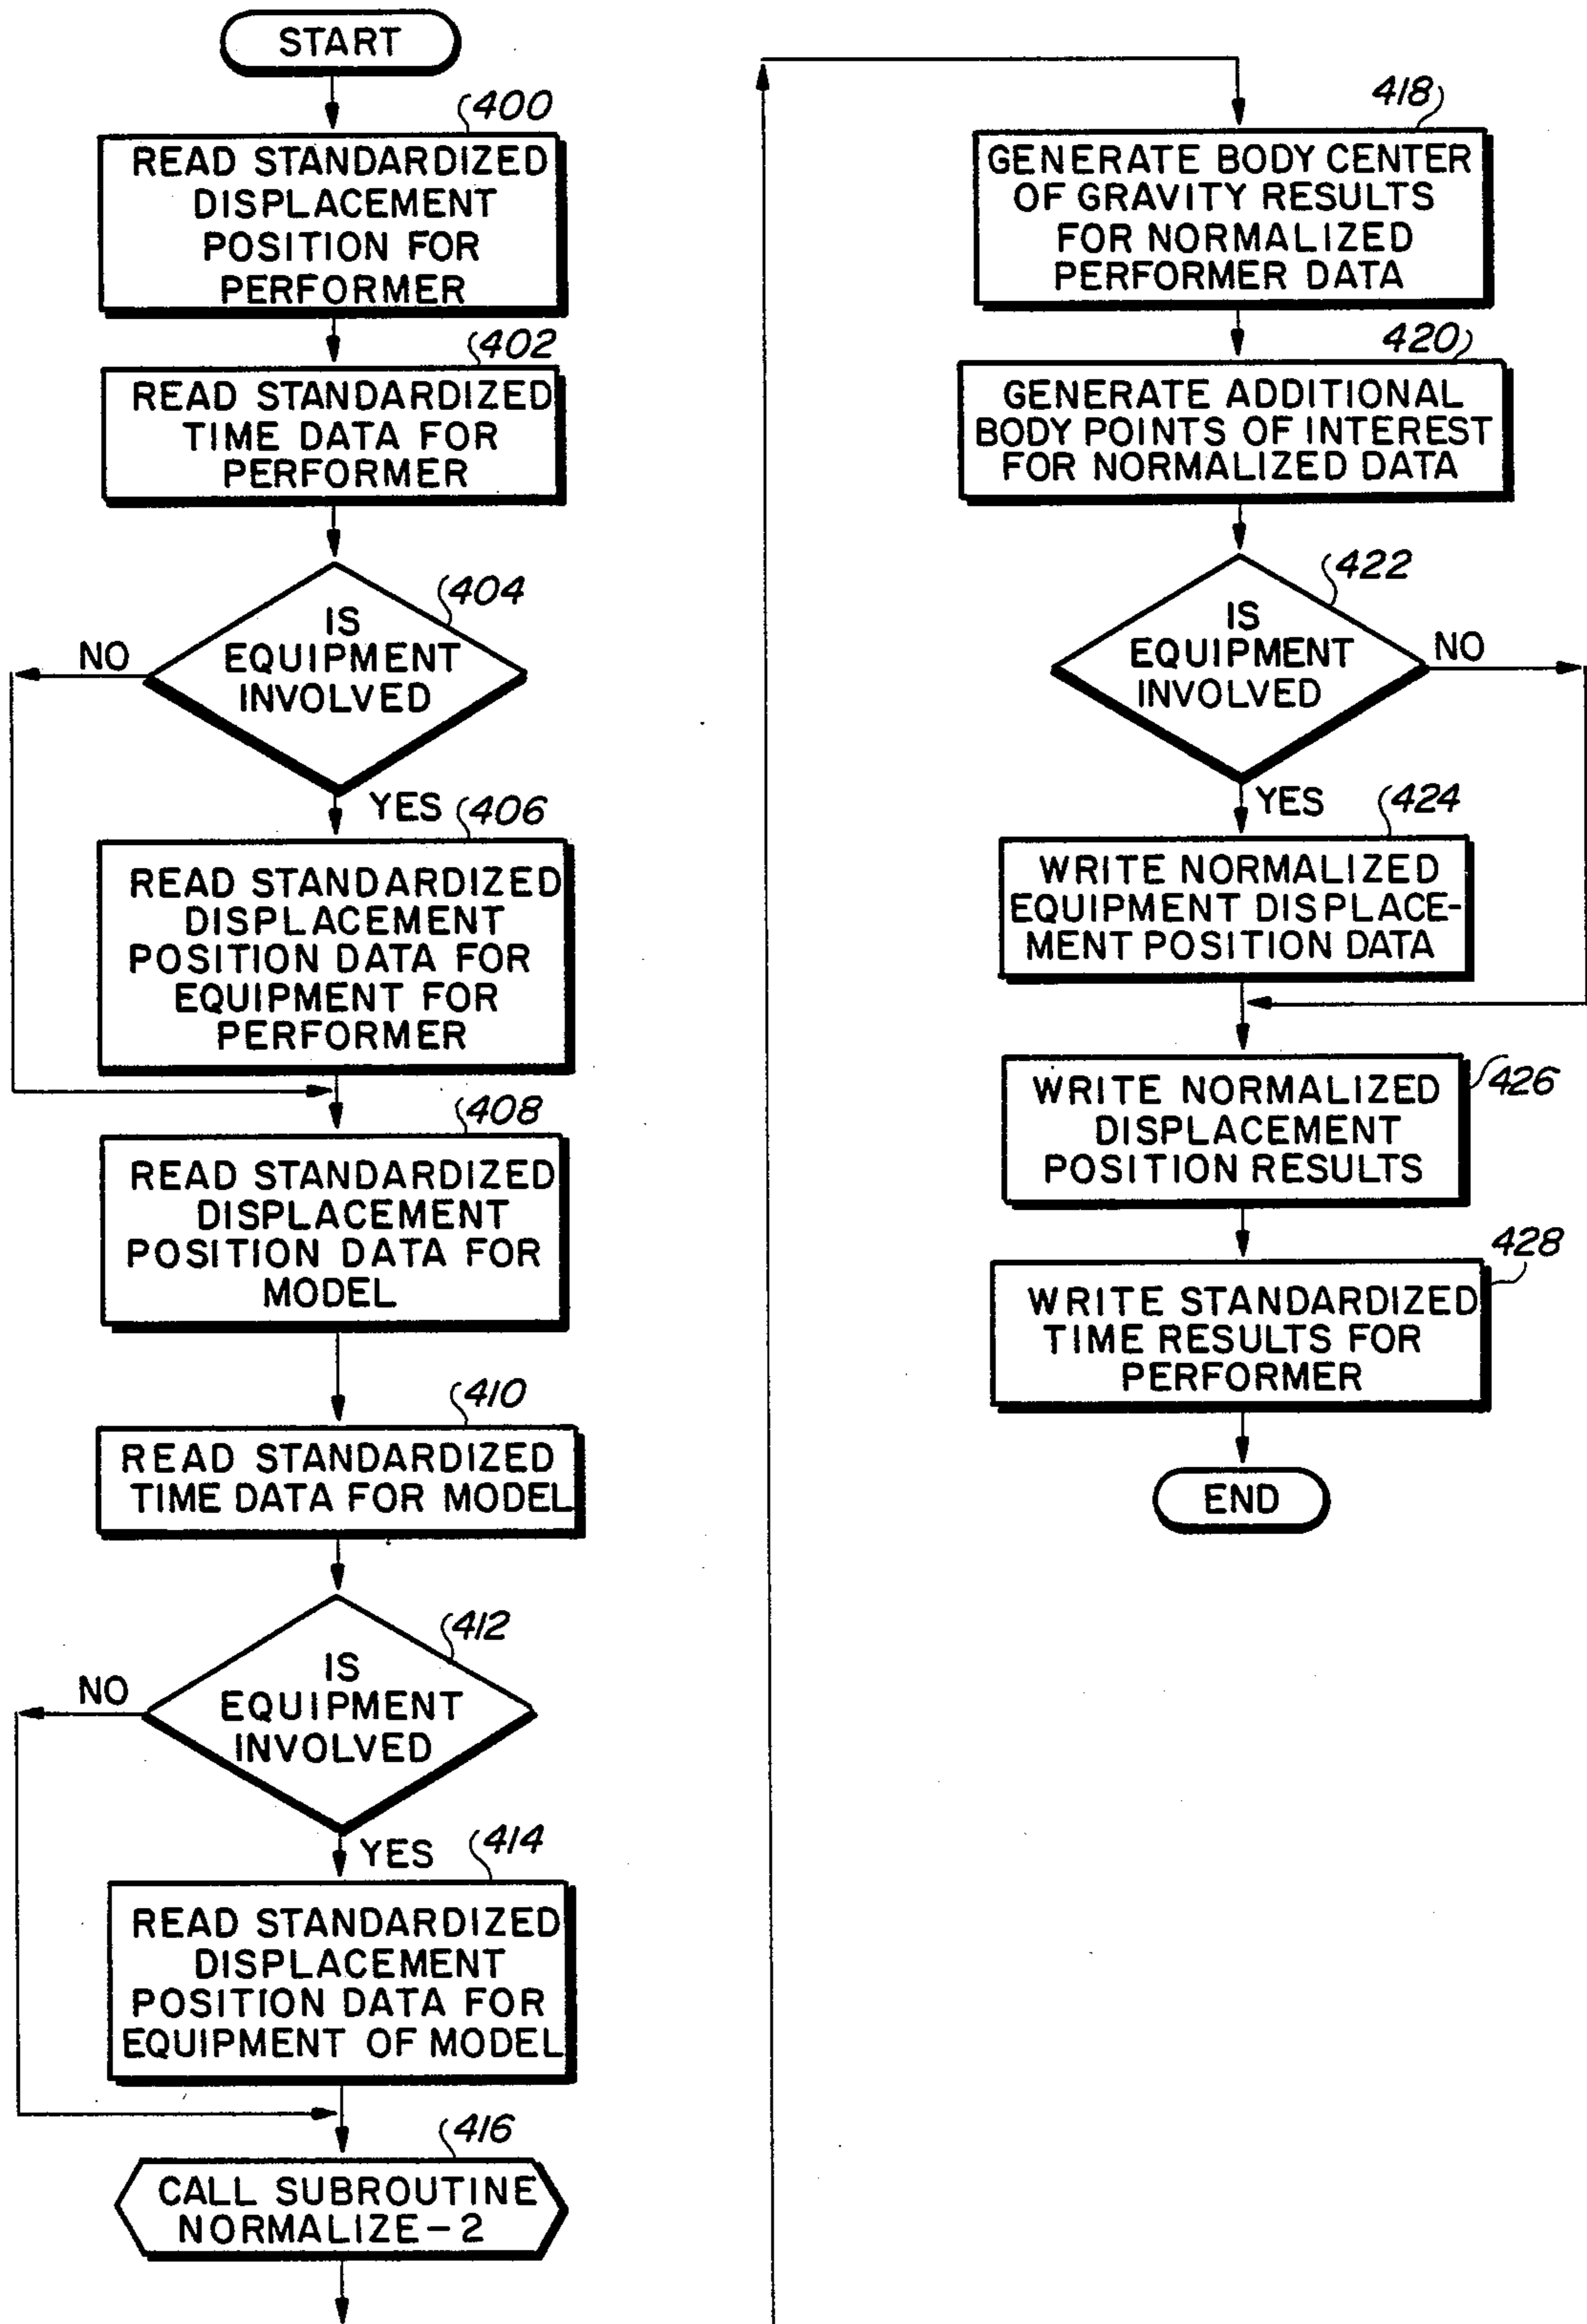 START
400
READ STANDARDIZED
DISPLACEMENT
POSITION FOR
PERFORMER
402
READ STANDARDIZED
TIME DATA FOR
PERFORMER
404
IS
EQUIPMENT
INVOLVED
NO
YES
406
READ STANDARDIZED
DISPLACEMENT
POSITION DATA FOR
EQUIPMENT FOR
PERFORMER
408
READ STANDARDIZED
DISPLACEMENT
POSITION DATA FOR
MODEL
410
READ STANDARDIZED
TIME DATA FOR MODEL
412
IS
EQUIPMENT
INVOLVED
NO
YES
414
READ STANDARDIZED
DISPLACEMENT
POSITION DATA FOR
EQUIPMENT OF MODEL
416
CALL SUBROUTINE
NORMALIZE-2
418
GENERATE BODY CENTER
OF GRAVITY RESULTS
FOR NORMALIZED
PERFORMER DATA
420
GENERATE ADDITIONAL
BODY POINTS OF INTEREST
FOR NORMALIZED DATA
422
IS
EQUIPMENT
INVOLVED
NO
YES
424
WRITE NORMALIZED
EQUIPMENT DISPLACE-
MENT POSITION DATA
426
WRITE NORMALIZED
DISPLACEMENT
POSITION RESULTS
428
WRITE STANDARDIZED
TIME RESULTS FOR
PERFORMER
END